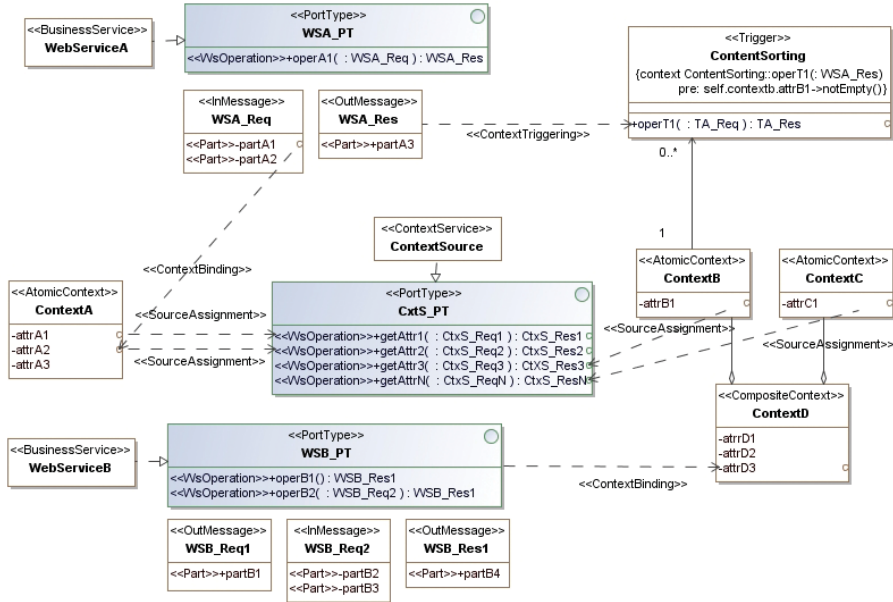 <<BusinessService>>
WebServiceA
<<PortType>>
WSA_PT
<<WsOperation>>+operA1( : WSA_Req ) : WSA_Res
<<Trigger>>
ContentSorting
{context ContentSorting::operT1(: WSA_Res)
pre: self.contextb.attrB1->notEmpty()}
+operT1( : TA_Req ) : TA_Res
<<InMessage>>
WSA_Req
<<Part>>-partA1
<<Part>>-partA2
<<OutMessage>>
WSA_Res
<<Part>>+partA3
<<ContextTriggering>>
0..*
1
<<ContextService>>
ContextSource
<<ContextBinding>>
<<AtomicContext>>
ContextA
-attrA1
-attrA2
-attrA3
<<SourceAssignment>>
<<SourceAssignment>>
<<PortType>>
CxtS_PT
<<WsOperation>>+getAttr1( : CtxS_Req1 ) : CtxS_Res1
<<WsOperation>>+getAttr2( : CtxS_Req2 ) : CtxS_Res2
<<WsOperation>>+getAttr3( : CtxS_Req3 ) : CtXS_Res3
<<WsOperation>>+getAttrN( : CtxS_ReqN ) : CtxS_ResN
<<AtomicContext>>
ContextB
-attrB1
<<AtomicContext>>
ContextC
-attrC1
<<SourceAssignment>>
<<SourceAssignment>>
<<CompositeContext>>
ContextD
-atrrD1
-attrD2
-attrD3
<<BusinessService>>
WebServiceB
<<PortType>>
WSB_PT
<<WsOperation>>+operB1() : WSB_Res1
<<WsOperation>>+operB2( : WSB_Req2 ) : WSB_Res1
<<ContextBinding>>
<<OutMessage>>
WSB_Req1
<<Part>>+partB1
<<InMessage>>
WSB_Req2
<<Part>>-partB2
<<Part>>-partB3
<<OutMessage>>
WSB_Res1
<<Part>>+partB4